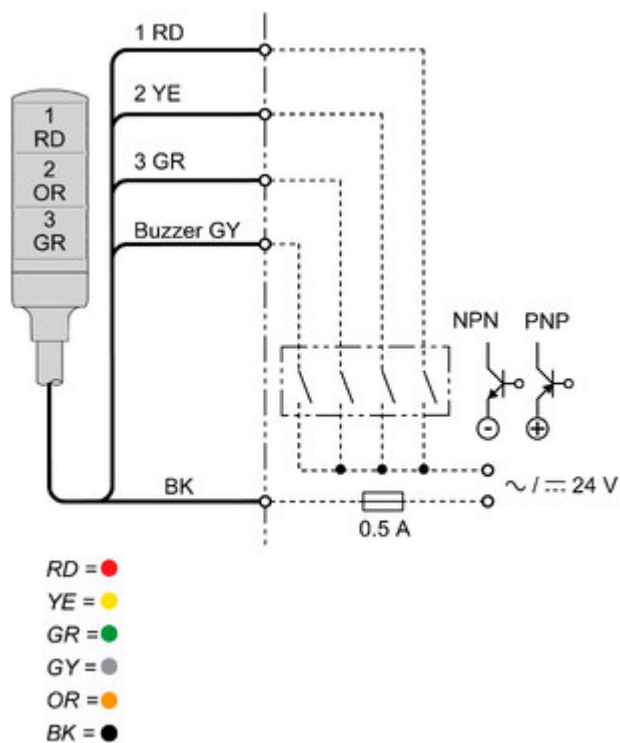 1 RD
2 YE
3 GR
Buzzer GY
1
RD
2
OR
3
GR
NPN PNP
- +
BK
0.5 A
~ / ⎓ 24 V
RD =
YE =
GR =
GY =
OR =
BK =